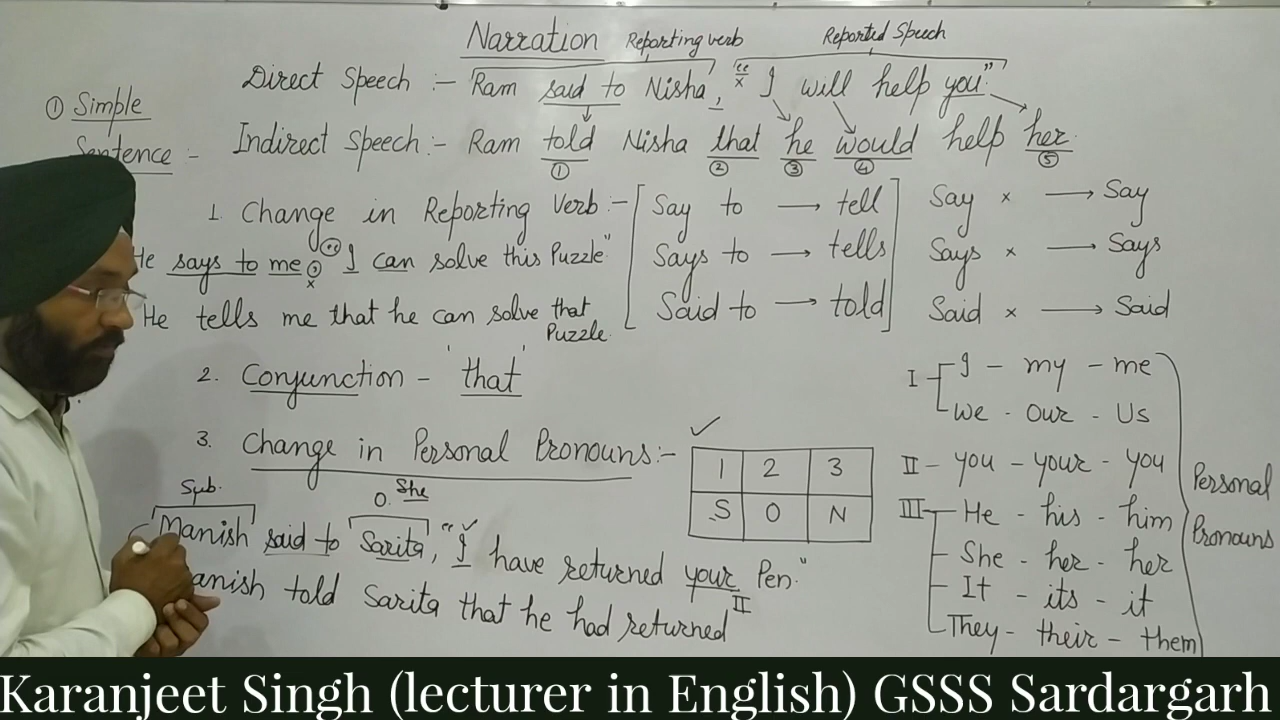 Narration Reporting verb Reported Speech
Direct Speech :- Ram said to Nisha, "I will help you"
x
① Simple
Sentence :-
Indirect Speech :- Ram told Nisha that he would help her.
① ② ③ ④ ⑤
1. Change in Reporting Verb :-
Say to → tell
Says to → tells
Said to → told
Say x → Say
Says x → Says
Said x → Said
He says to me, "I can solve this Puzzle"
x
He tells me that he can solve that
Puzzle.
2. Conjunction - 'that'
3. Change in Personal Pronouns :-
✓
1 2 3
S O N
I - I - my - me
We - Our - Us
II - you - your - you
III - He - his - him
She - her - her
It - its - it
They - their - them
Personal
Pronouns
Sub. O. She
Manish said to Sarita, "I have returned your Pen."
✓ II
anish told Sarita that he had returned
Karanjeet Singh (lecturer in English) GSSS Sardargarh